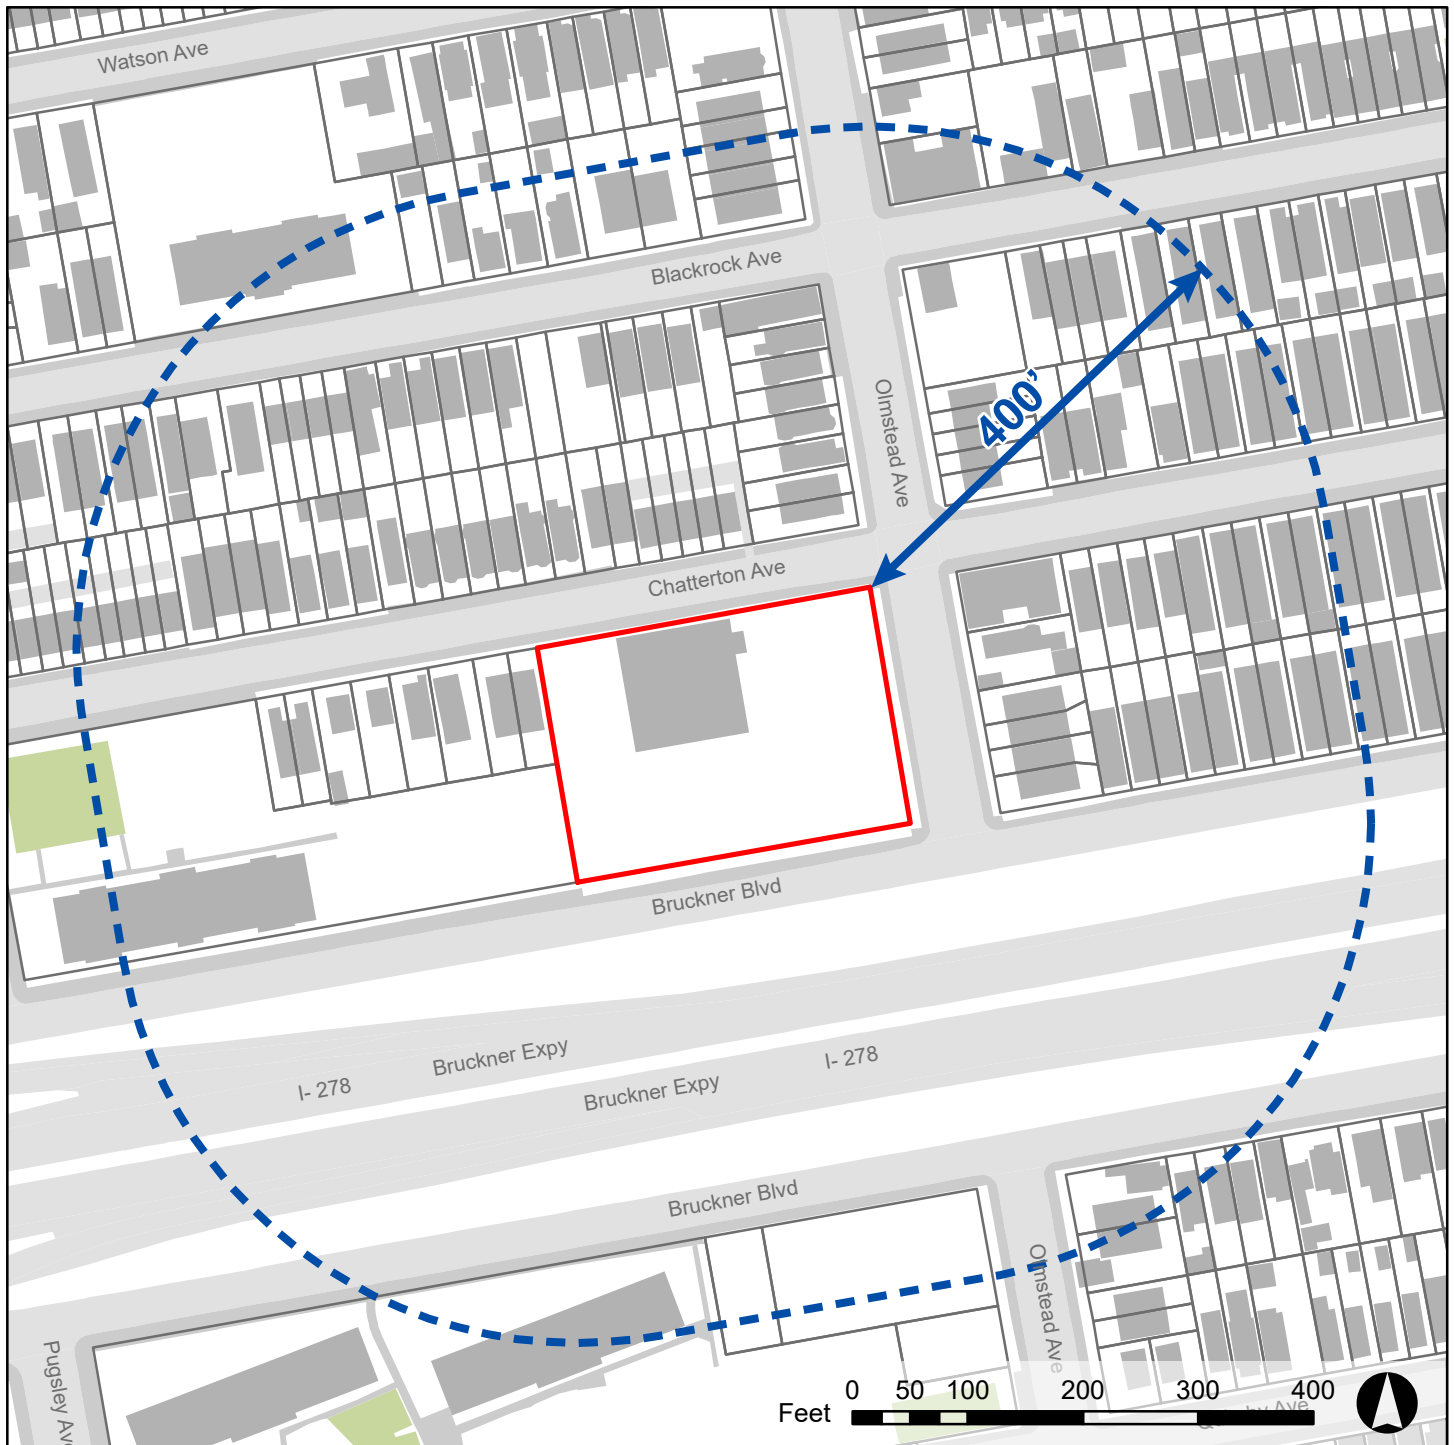 Watson Ave
Blackrock Ave
Olmstead Ave
400'
Chatterton Ave
Bruckner Blvd
Bruckner Expy
I- 278
I- 278
Bruckner Expy
Bruckner Blvd
Olmstead Ave
Pugsley Ave
0 50 100 200 300 400
Feet